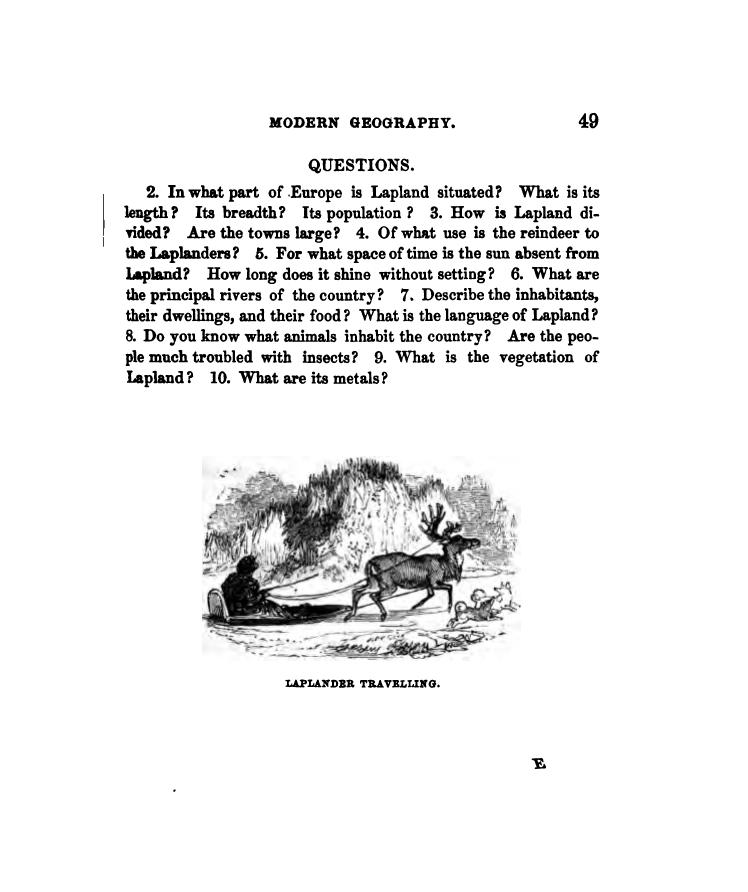 MODERN GEOGRAPHY. 49
QUESTIONS.
2. In what part of Europe is Lapland situated? What is its
length? Its breadth? Its population? 3. How is Lapland di-
vided? Are the towns large? 4. Of what use is the reindeer to
the Laplanders? 5. For what space of time is the sun absent from
Lapland? How long does it shine without setting? 6. What are
the principal rivers of the country? 7. Describe the inhabitants,
their dwellings, and their food? What is the language of Lapland?
8. Do you know what animals inhabit the country? Are the peo-
ple much troubled with insects? 9. What is the vegetation of
Lapland? 10. What are its metals?
LAPLANDER TRAVELLING.
E